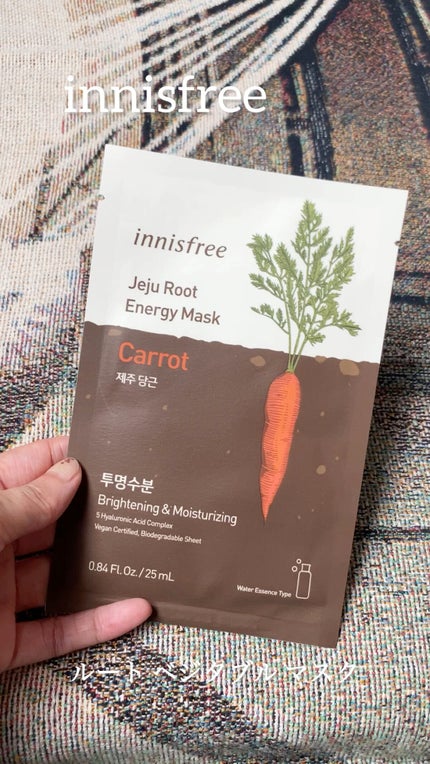 innisfree
innisfree
Jeju Root
Energy Mask
Carrot
제주 당근
투명수분
Brightening & Moisturizing
5 Hyaluronic Acid Complex
Vegan Certified, Biodegradable Sheet
0.84 FL. Oz. / 25 mL
Water Essence Type
ルート ベジタブル マスク